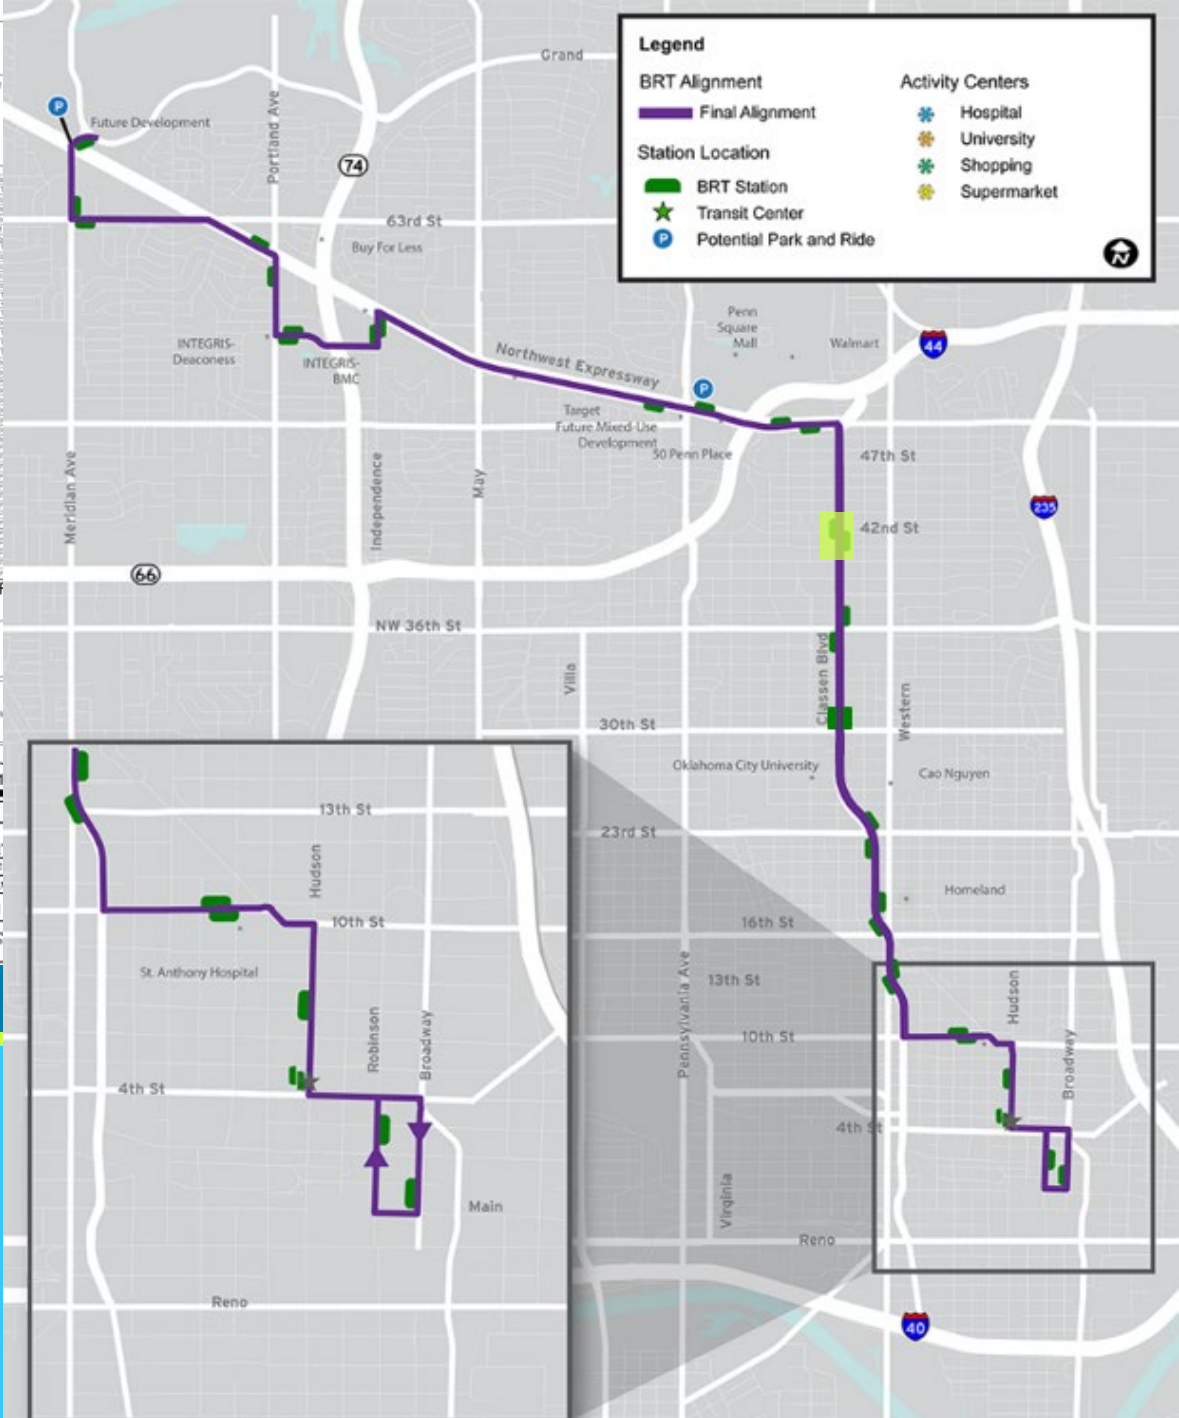 Legend
BRT Alignment
Final Alignment
Station Location
BRT Station
Transit Center
P
Potential Park and Ride
Activity Centers
Hospital
University
Shopping
Supermarket
N
Grand
P
Future Development
Portland Ave
74
63rd St
Buy For Less
INTEGRIS-
Deaconess
INTEGRIS-
BMC
Northwest Expressway
Penn
Square
Mall
Walmart
44
P
Target
Future Mixed-Use
Development
50 Penn Place
47th St
Meridian Ave
Independence
May
235
42nd St
66
NW 36th St
Villa
Classen Blvd
Western
30th St
Oklahoma City University
Cao Nguyen
23rd St
Homeland
16th St
Pennsylvania Ave
13th St
Hudson
10th St
Broadway
4th St
Virginia
Reno
40
13th St
Hudson
10th St
St. Anthony Hospital
Robinson
Broadway
4th St
Main
Reno